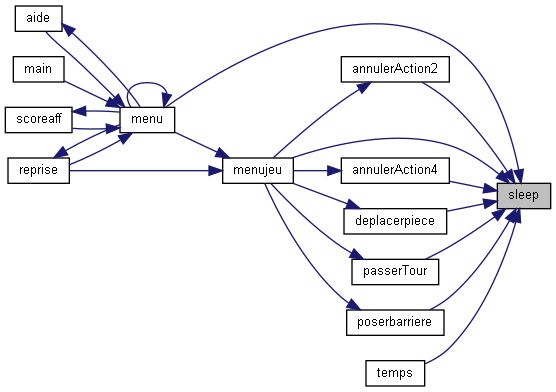 aide
main
scoreaff
reprise
menu
menujeu
annulerAction2
annulerAction4
deplacerpiece
passerTour
poserbarriere
temps
sleep